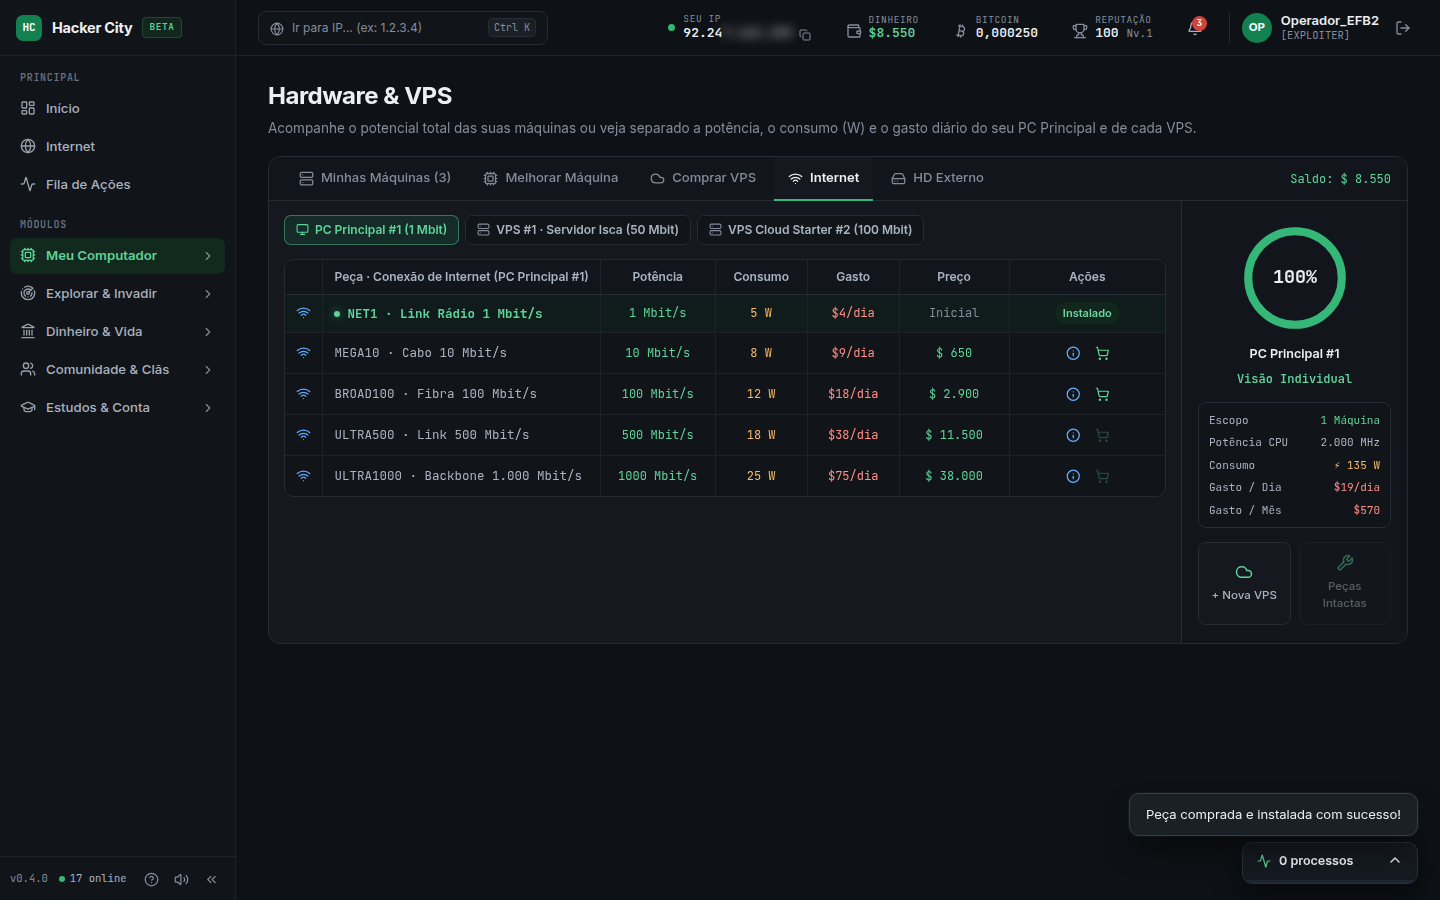 HC Hacker City BETA
Ir para IP... (ex: 1.2.3.4) Ctrl K
SEU IP
92.24
DINHEIRO
$8.550
BITCOIN
0,000250
REPUTAÇÃO
100 Nv.1
3
OP
Operador_EFB2
[EXPLOITER]
PRINCIPAL
Início
Internet
Fila de Ações
MÓDULOS
Meu Computador
Explorar & Invadir
Dinheiro & Vida
Comunidade & Clãs
Estudos & Conta
v0.4.0 17 online
Hardware & VPS
Acompanhe o potencial total das suas máquinas ou veja separado a potência, o consumo (W) e o gasto diário do seu PC Principal e de cada VPS.
Minhas Máquinas (3) Melhorar Máquina Comprar VPS Internet HD Externo Saldo: $ 8.550
PC Principal #1 (1 Mbit) VPS #1 · Servidor Isca (50 Mbit) VPS Cloud Starter #2 (100 Mbit)
Peça · Conexão de Internet (PC Principal #1) Potência Consumo Gasto Preço Ações
NET1 · Link Rádio 1 Mbit/s 1 Mbit/s 5 W $4/dia Inicial Instalado
MEGA10 · Cabo 10 Mbit/s 10 Mbit/s 8 W $9/dia $ 650
BROAD100 · Fibra 100 Mbit/s 100 Mbit/s 12 W $18/dia $ 2.900
ULTRA500 · Link 500 Mbit/s 500 Mbit/s 18 W $38/dia $ 11.500
ULTRA1000 · Backbone 1.000 Mbit/s 1000 Mbit/s 25 W $75/dia $ 38.000
100%
PC Principal #1
Visão Individual
Escopo 1 Máquina
Potência CPU 2.000 MHz
Consumo ⚡ 135 W
Gasto / Dia $19/dia
Gasto / Mês $570
+ Nova VPS
Peças
Intactas
Peça comprada e instalada com sucesso!
0 processos